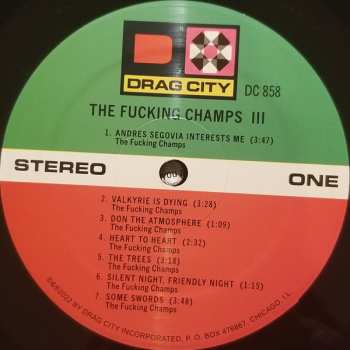 D
DRAG CITY
DC 858
THE FUCKING CHAMPS III
1. ANDRES SEGOVIA INTERESTS ME (3:47)
The Fucking Champs
STEREO
ONE
2. VALKYRIE IS DYING (3:28)
The Fucking Champs
3. DON THE ATMOSPHERE (1:09)
The Fucking Champs
4. HEART TO HEART (2:32)
The Fucking Champs
5. THE TREES (3:18)
The Fucking Champs
6. SILENT NIGHT, FRIENDLY NIGHT (1:15)
The Fucking Champs
7. SOME SWORDS (3:48)
The Fucking Champs
2022 BY DRAG CITY INCORPORATED, P. O. BOX 476867, CHICAGO, IL